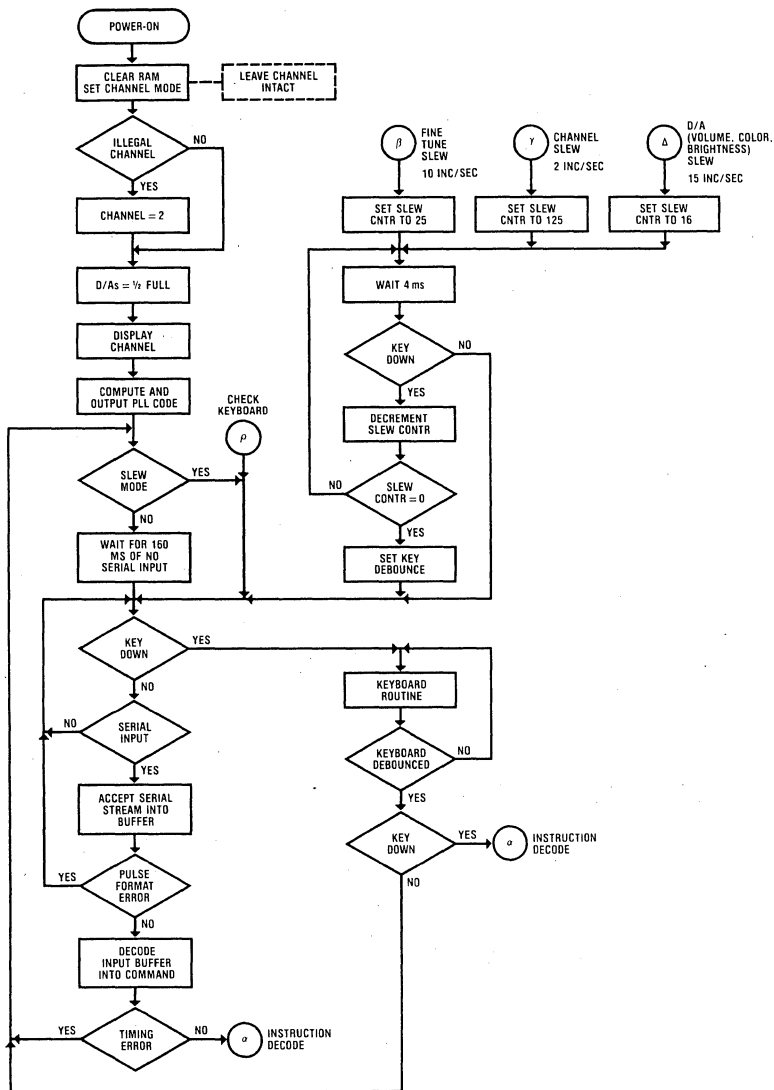 POWER-ON
CLEAR RAM
SET CHANNEL MODE
LEAVE CHANNEL
INTACT
ILLEGAL
CHANNEL
NO
YES
CHANNEL = 2
D/As = ½ FULL
DISPLAY
CHANNEL
COMPUTE AND
OUTPUT PLL CODE
CHECK
KEYBOARD
ρ
SLEW
MODE
YES
NO
WAIT FOR 160
MS OF NO
SERIAL INPUT
KEY
DOWN
YES
NO
SERIAL
INPUT
NO
YES
ACCEPT SERIAL
STREAM INTO
BUFFER
PULSE
FORMAT
ERROR
YES
NO
DECODE
INPUT BUFFER
INTO COMMAND
TIMING
ERROR
YES
NO
α
INSTRUCTION
DECODE
β
FINE
TUNE
SLEW
10 INC/SEC
γ
CHANNEL
SLEW
2 INC/SEC
Δ
D/A
(VOLUME, COLOR,
BRIGHTNESS)
SLEW
15 INC/SEC
SET SLEW
CNTR TO 25
SET SLEW
CNTR TO 125
SET SLEW
CNTR TO 16
WAIT 4 ms
KEY
DOWN
NO
YES
DECREMENT
SLEW CONTR
SLEW
CONTR = 0
NO
YES
SET KEY
DEBOUNCE
KEYBOARD
ROUTINE
KEYBOARD
DEBOUNCED
NO
YES
KEY
DOWN
YES
NO
α
INSTRUCTION
DECODE